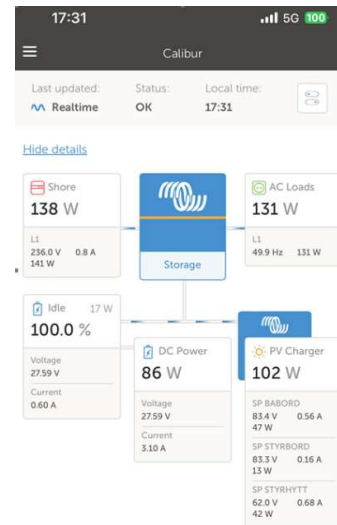 17:31
5G 100
Calibur
Last updated: Status: Local time:
Realtime OK 17:31
Hide details
Shore
138 W
L1
236.0 V 0.8 A
141 W
Storage
AC Loads
131 W
L1
49.9 Hz 131 W
Idle 17 W
100.0 %
Voltage
27.59 V
Current
0.60 A
DC Power
86 W
Voltage
27.59 V
Current
3.10 A
PV Charger
102 W
SP BABORD
83.4 V 0.56 A
47 W
SP STYRBORD
83.3 V 0.16 A
13 W
SP STYRHYTT
62.0 V 0.68 A
42 W